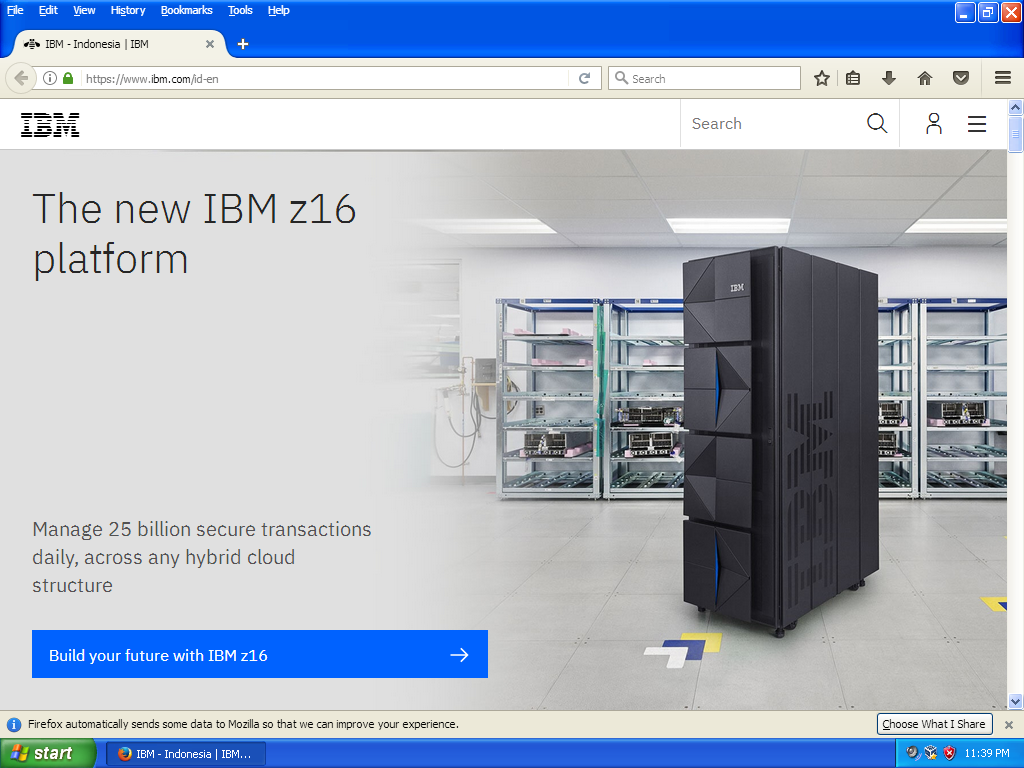 File Edit View History Bookmarks Tools Help
IBM - Indonesia | IBM
https://www.ibm.com/id-en
Search
IBM
Search
The new IBM z16
platform
IBM
IBM
Manage 25 billion secure transactions
daily, across any hybrid cloud
structure
Build your future with IBM z16
Firefox automatically sends some data to Mozilla so that we can improve your experience.
Choose What I Share
start
IBM - Indonesia | IBM...
11:39 PM